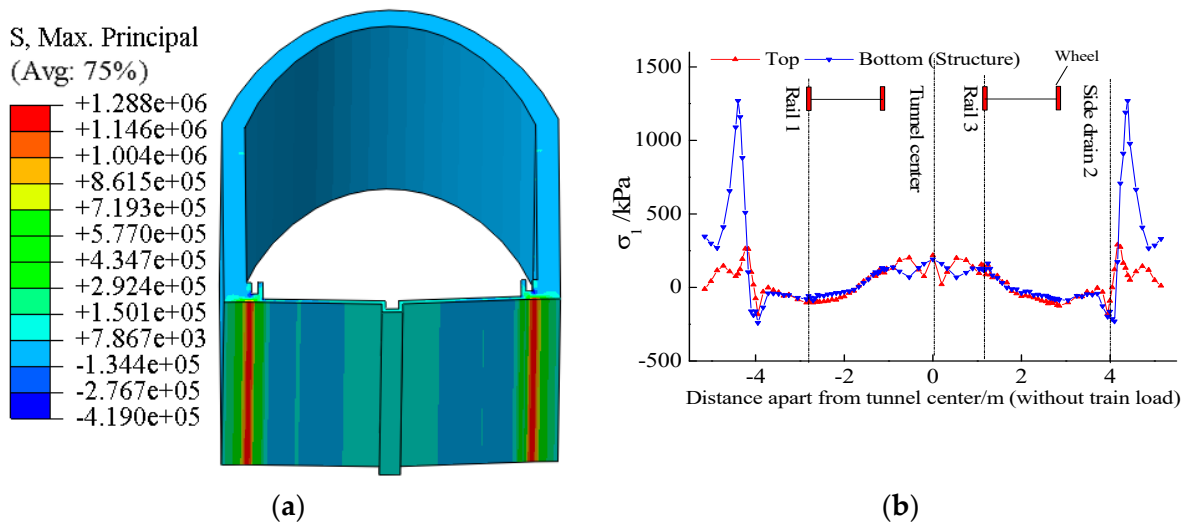 S, Max. Principal
(Avg: 75%)
+1.288e+06
+1.146e+06
+1.004e+06
+8.615e+05
+7.193e+05
+5.770e+05
+4.347e+05
+2.924e+05
+1.501e+05
+7.867e+03
-1.344e+05
-2.767e+05
-4.190e+05
(a)
1500
1000
500
0
-500
σ1 /kPa
Top
Bottom (Structure)
Wheel
Rail 1
Tunnel center
Rail 3
Side drain 2
-4 -2 0 2 4
Distance apart from tunnel center/m (without train load)
(b)